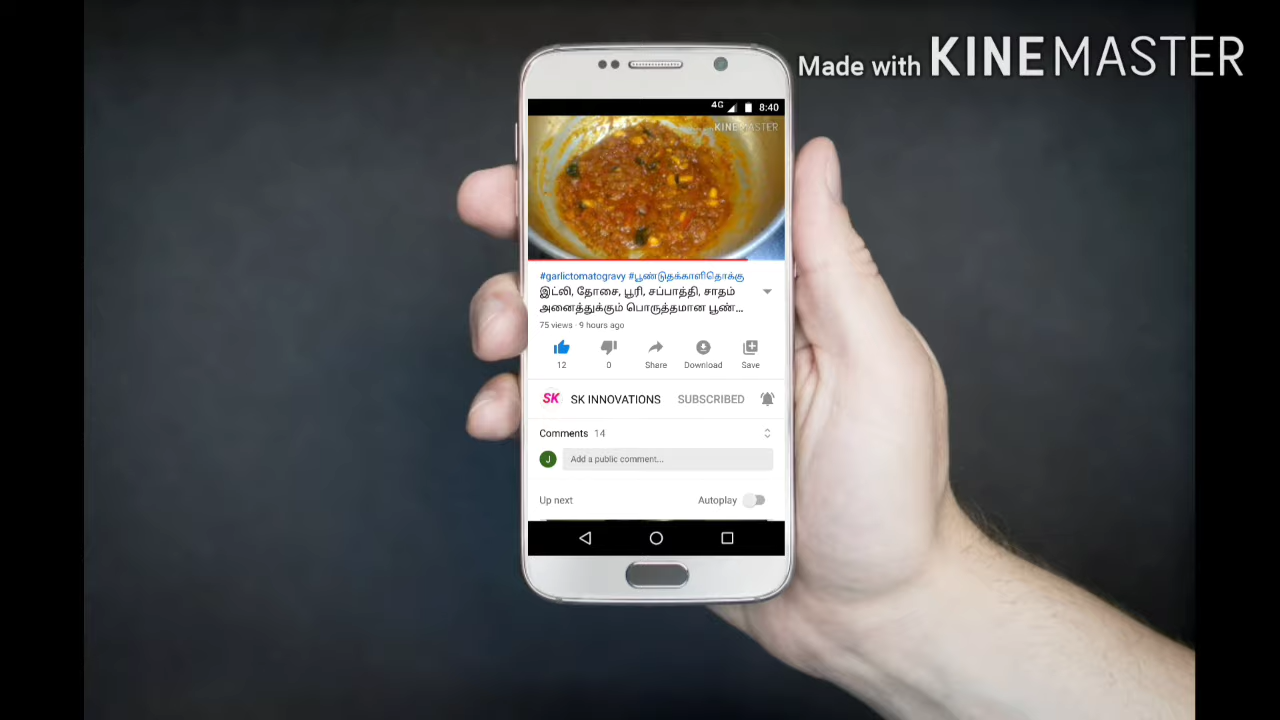 Made with KINEMASTER
4G 8:40
KINEMASTER
#garlictomatogravy #பூண்டுதக்காளிதொக்கு
இட்லி, தோசை, பூரி, சப்பாத்தி, சாதம்
அனைத்துக்கும் பொருத்தமான பூண்...
75 views · 9 hours ago
12 0 Share Download Save
SK SK INNOVATIONS SUBSCRIBED
Comments 14
J Add a public comment...
Up next Autoplay